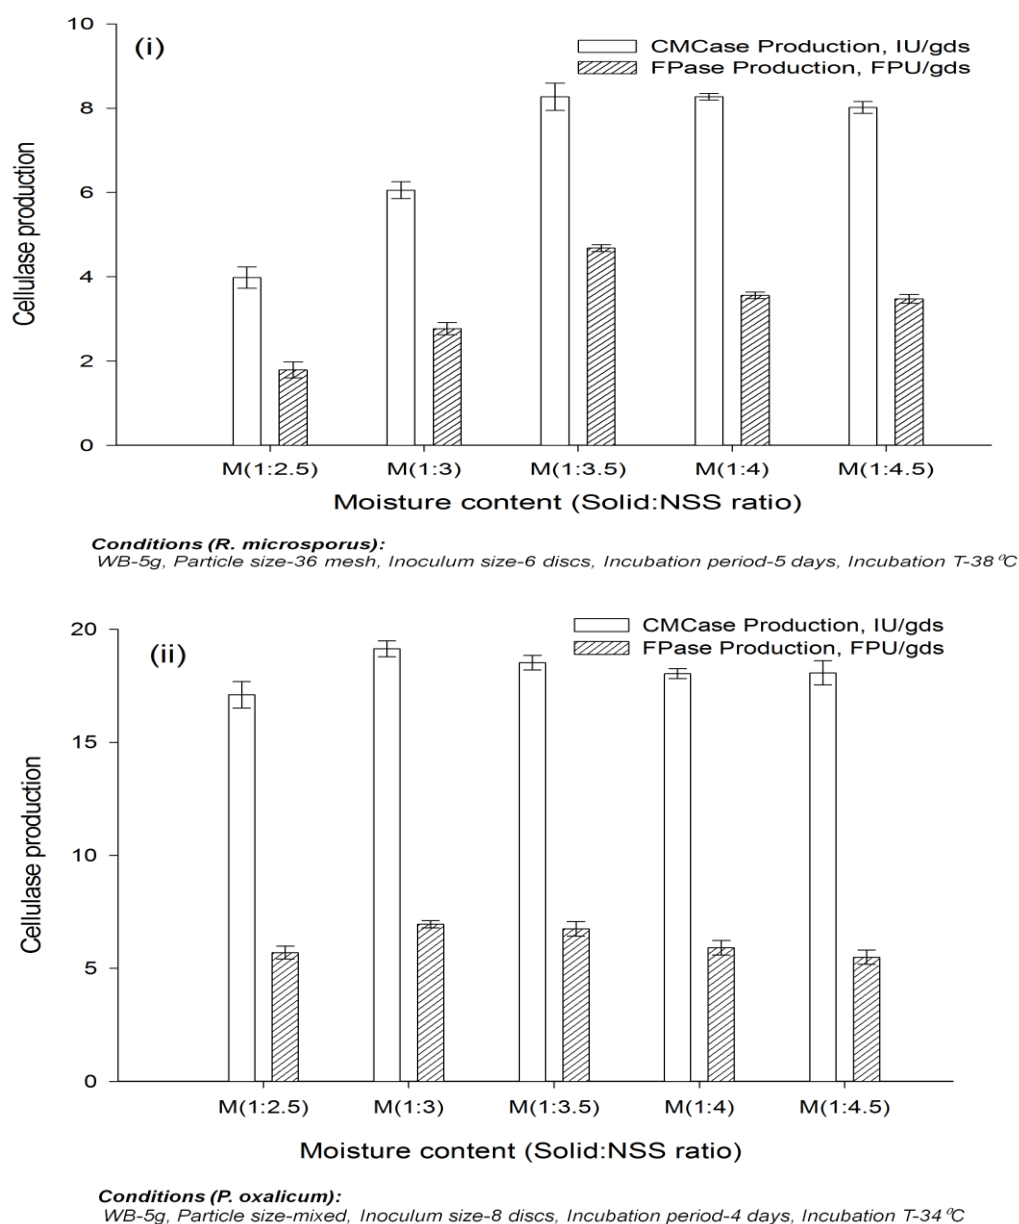 10
(i)
CMCase Production, IU/gds
FPase Production, FPU/gds
8
6
4
2
0
Cellulase production
M(1:2.5) M(1:3) M(1:3.5) M(1:4) M(1:4.5)
Moisture content (Solid:NSS ratio)
Conditions (R. microsporus):
WB-5g, Particle size-36 mesh, Inoculum size-6 discs, Incubation period-5 days, Incubation T-38 ⁰C
20
(ii)
CMCase Production, IU/gds
FPase Production, FPU/gds
15
10
5
0
Cellulase production
M(1:2.5) M(1:3) M(1:3.5) M(1:4) M(1:4.5)
Moisture content (Solid:NSS ratio)
Conditions (P. oxalicum):
WB-5g, Particle size-mixed, Inoculum size-8 discs, Incubation period-4 days, Incubation T-34 ⁰C